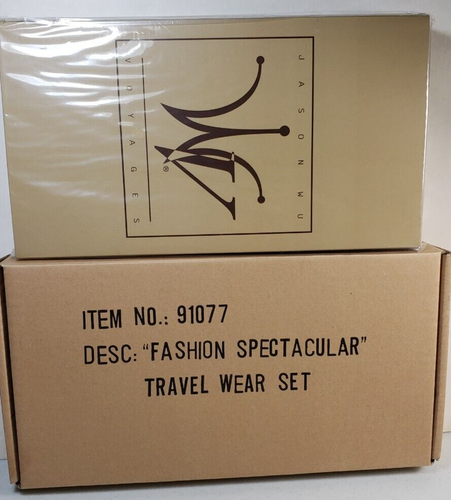 JASON WU
VOYAGES
®
ITEM NO.: 91077
DESC: “FASHION SPECTACULAR”
TRAVEL WEAR SET